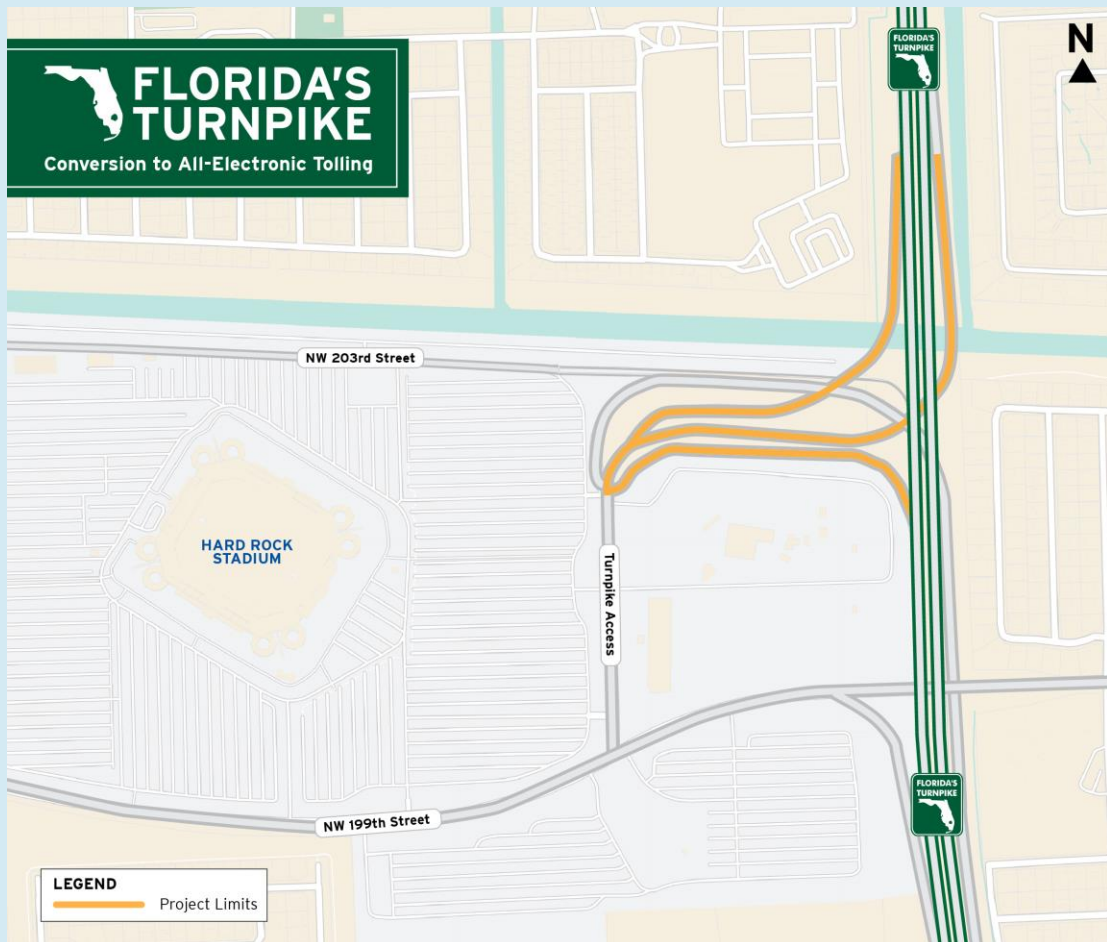 FLORIDA'S
TURNPIKE
Conversion to All-Electronic Tolling
FLORIDA'S
TURNPIKE
N
NW 203rd Street
HARD ROCK
STADIUM
Turnpike Access
FLORIDA'S
TURNPIKE
NW 199th Street
LEGEND
Project Limits